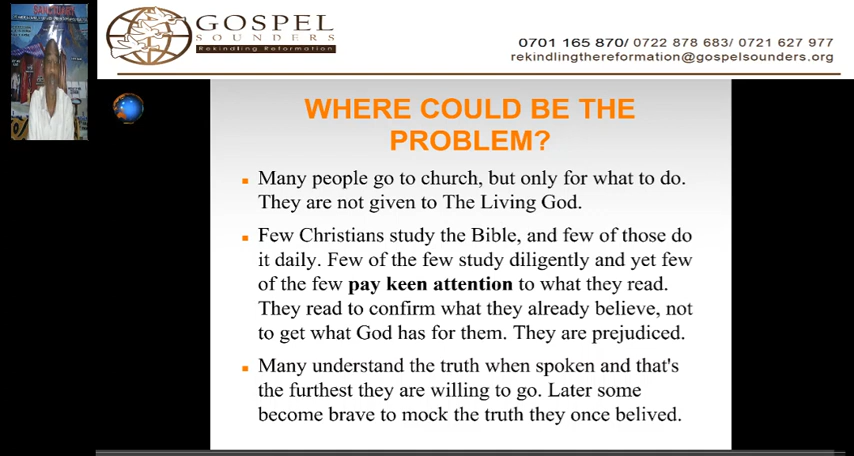 GOSPEL
SOUNDERS
Rekindling Reformation
0701 165 870/ 0722 878 683/ 0721 627 977
rekindlingthereformation@gospelsounders.org
WHERE COULD BE THE
PROBLEM?
Many people go to church, but only for what to do.
They are not given to The Living God.
Few Christians study the Bible, and few of those do
it daily. Few of the few study diligently and yet few
of the few pay keen attention to what they read.
They read to confirm what they already believe, not
to get what God has for them. They are prejudiced.
Many understand the truth when spoken and that's
the furthest they are willing to go. Later some
become brave to mock the truth they once belived.